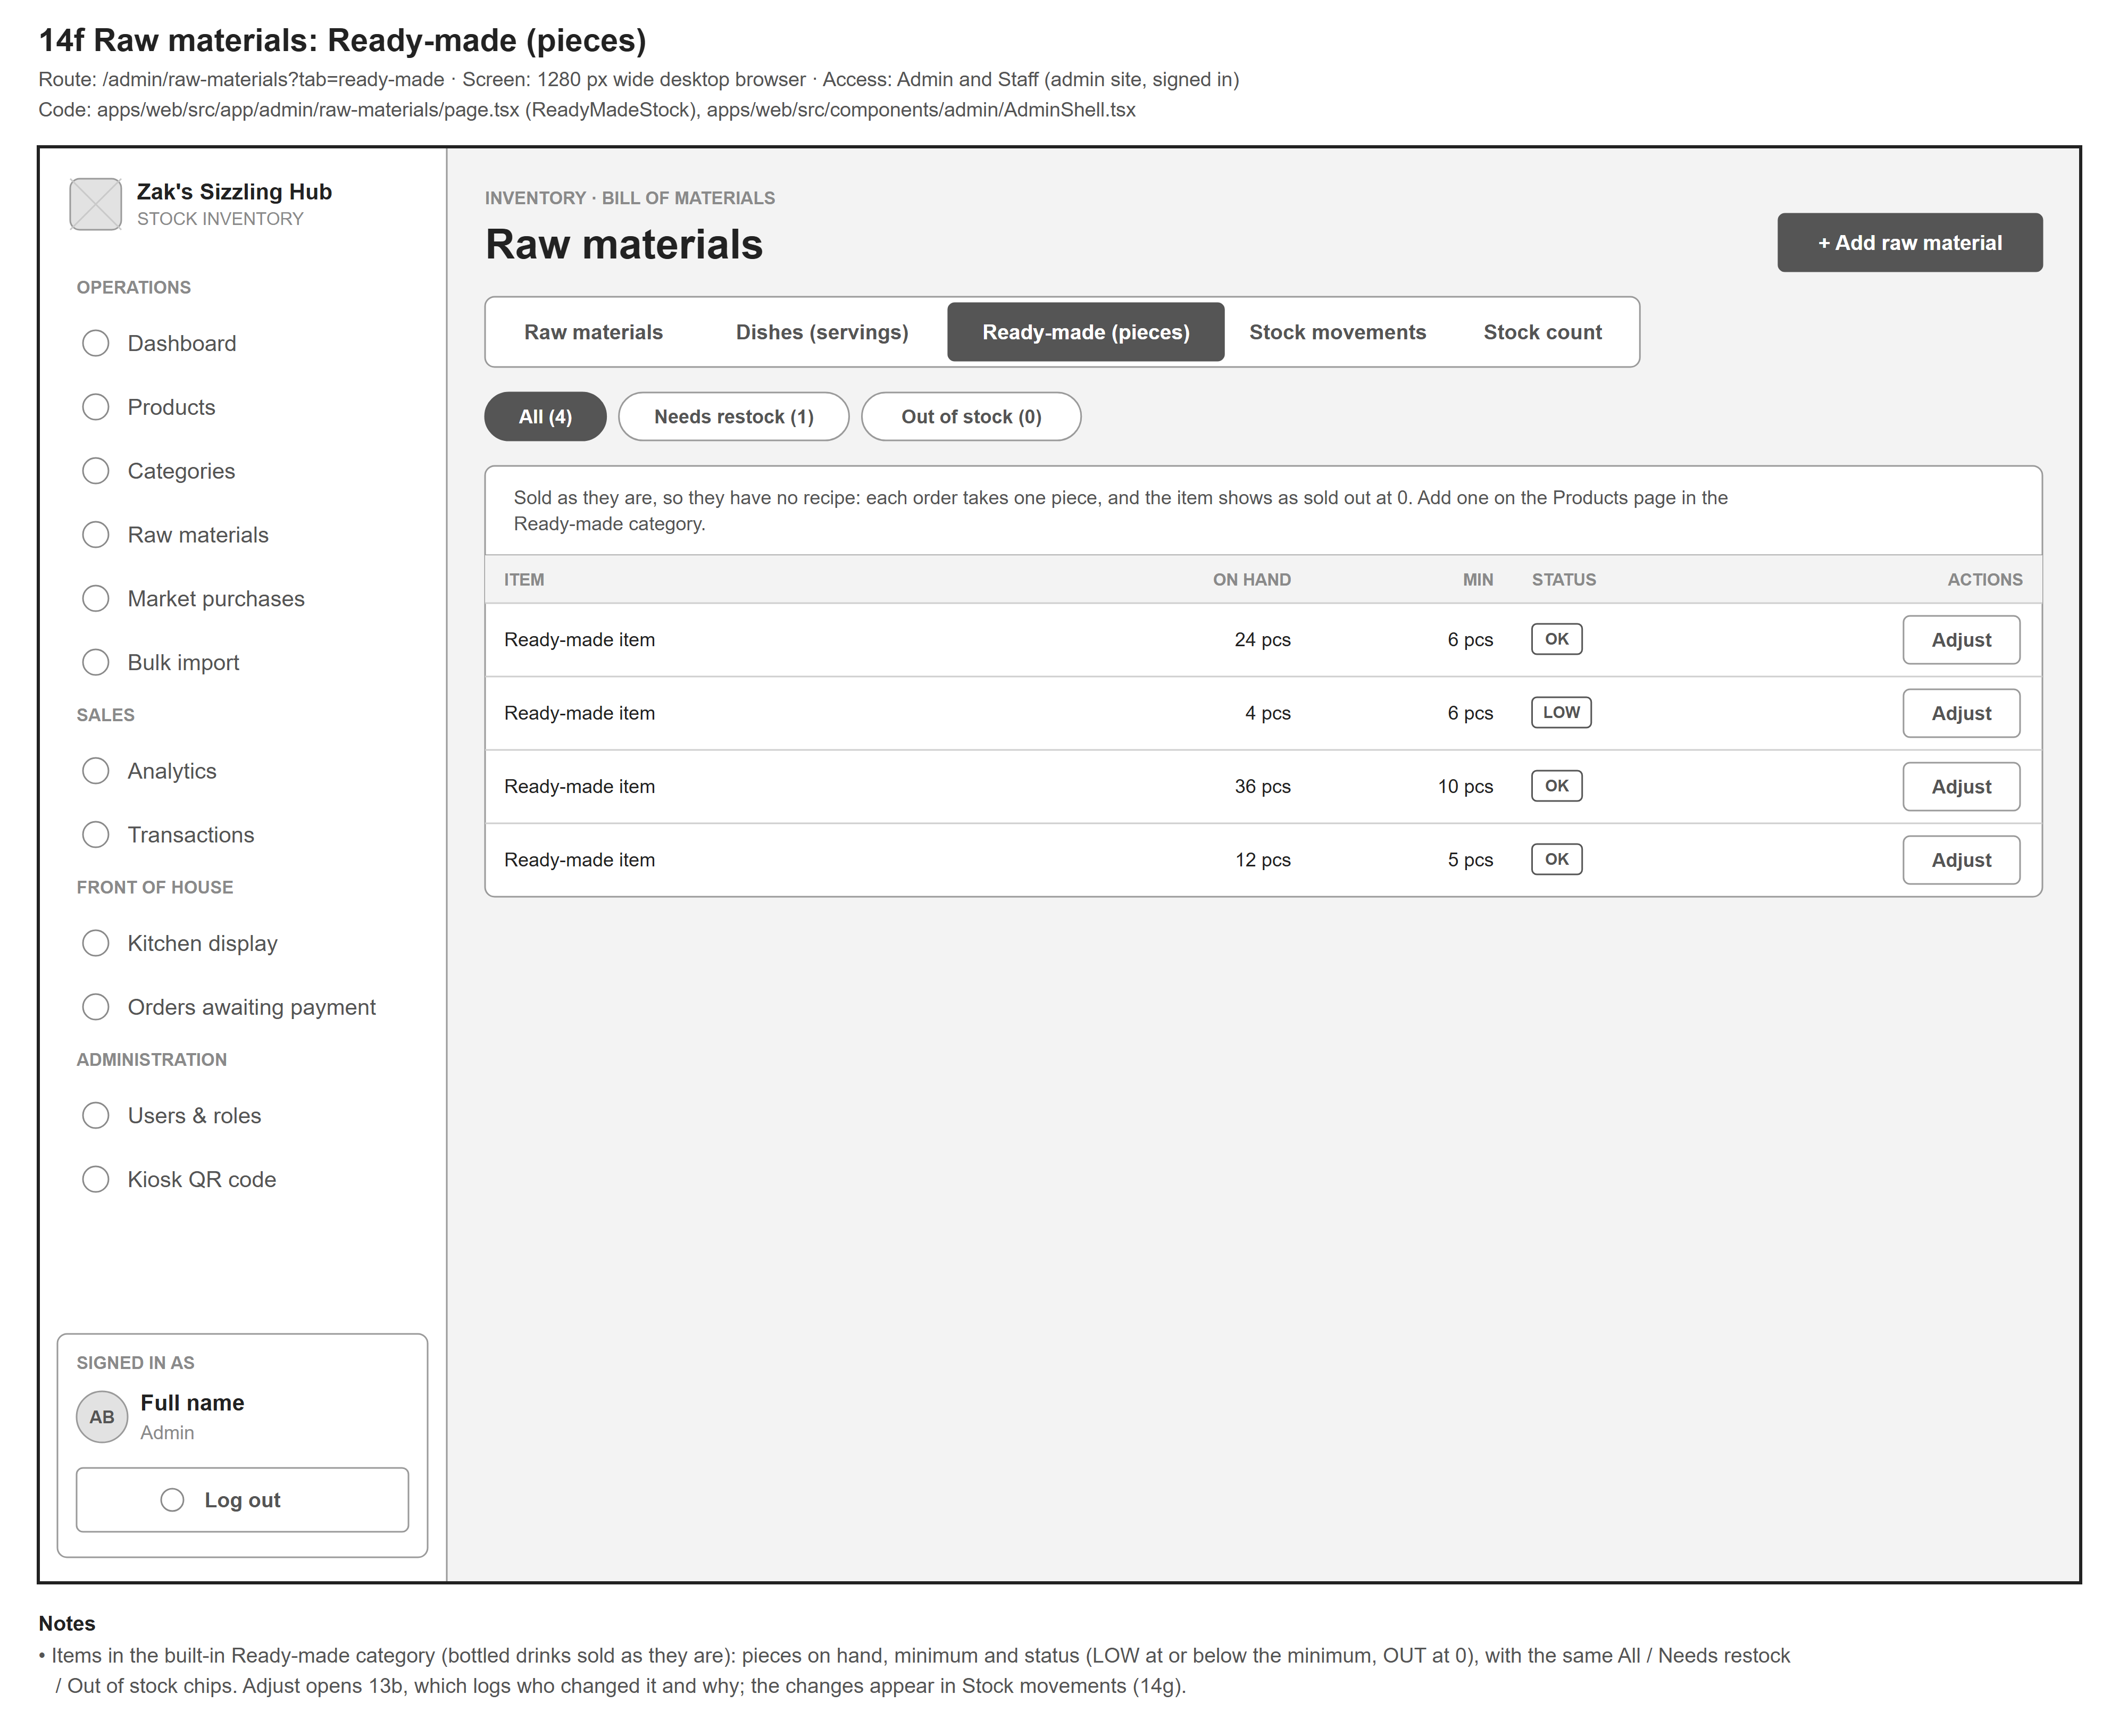 14f Raw materials: Ready-made (pieces)
Route: /admin/raw-materials?tab=ready-made · Screen: 1280 px wide desktop browser · Access: Admin and Staff (admin site, signed in)
Code: apps/web/src/app/admin/raw-materials/page.tsx (ReadyMadeStock), apps/web/src/components/admin/AdminShell.tsx
Zak's Sizzling Hub
STOCK INVENTORY
OPERATIONS
Dashboard
Products
Categories
Raw materials
Market purchases
Bulk import
SALES
Analytics
Transactions
FRONT OF HOUSE
Kitchen display
Orders awaiting payment
ADMINISTRATION
Users & roles
Kiosk QR code
SIGNED IN AS
AB
Full name
Admin
Log out
INVENTORY · BILL OF MATERIALS
Raw materials
+ Add raw material
Raw materials Dishes (servings) Ready-made (pieces) Stock movements Stock count
All (4) Needs restock (1) Out of stock (0)
Sold as they are, so they have no recipe: each order takes one piece, and the item shows as sold out at 0. Add one on the Products page in the
Ready-made category.
ITEM ON HAND MIN STATUS ACTIONS
Ready-made item 24 pcs 6 pcs OK Adjust
Ready-made item 4 pcs 6 pcs LOW Adjust
Ready-made item 36 pcs 10 pcs OK Adjust
Ready-made item 12 pcs 5 pcs OK Adjust
Notes
• Items in the built-in Ready-made category (bottled drinks sold as they are): pieces on hand, minimum and status (LOW at or below the minimum, OUT at 0), with the same All / Needs restock
/ Out of stock chips. Adjust opens 13b, which logs who changed it and why; the changes appear in Stock movements (14g).